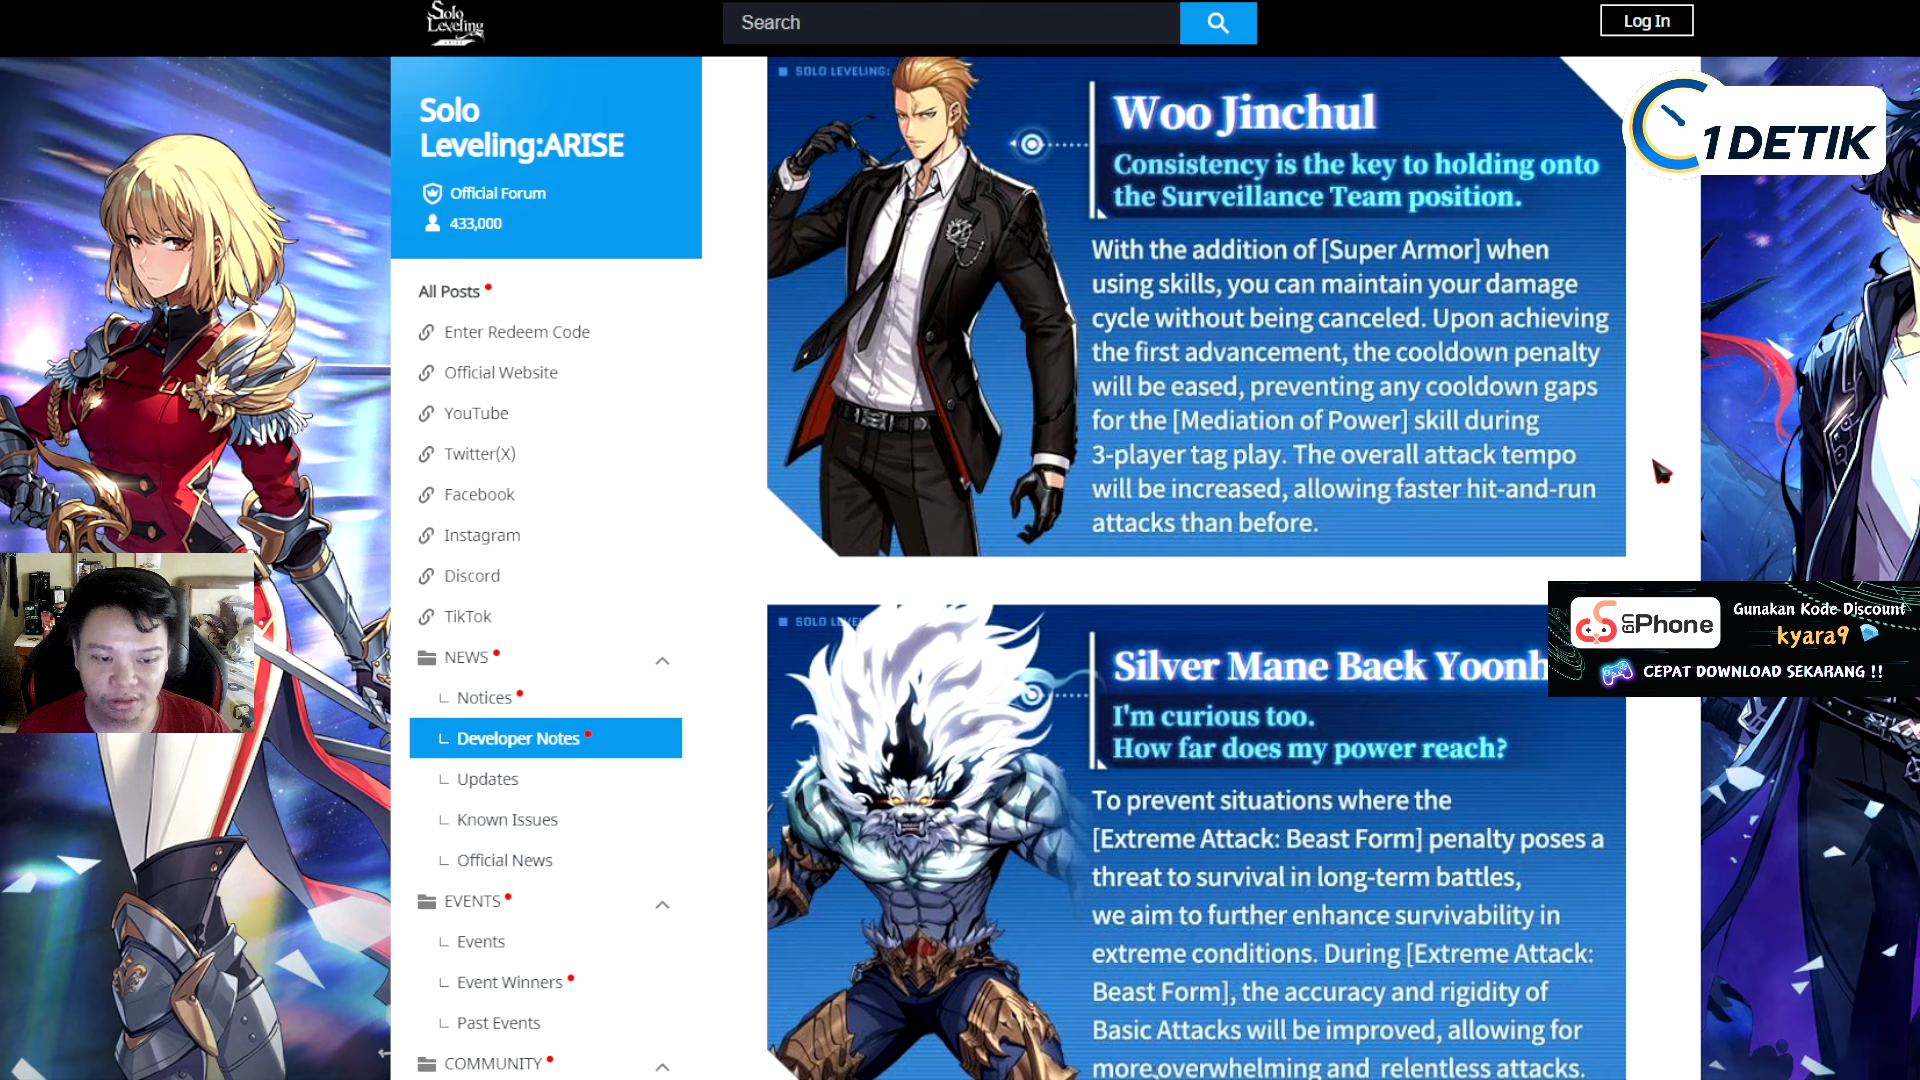 Solo
Leveling
ARISE
Search
Log In
Solo
Leveling:ARISE
Official Forum
433,000
All Posts
Enter Redeem Code
Official Website
YouTube
Twitter(X)
Facebook
Instagram
Discord
TikTok
NEWS
Notices
Developer Notes
Updates
Known Issues
Official News
EVENTS
Events
Event Winners
Past Events
COMMUNITY
SOLO LEVELING:
Woo Jinchul
Consistency is the key to holding onto
the Surveillance Team position.
With the addition of [Super Armor] when
using skills, you can maintain your damage
cycle without being canceled. Upon achieving
the first advancement, the cooldown penalty
will be eased, preventing any cooldown gaps
for the [Mediation of Power] skill during
3-player tag play. The overall attack tempo
will be increased, allowing faster hit-and-run
attacks than before.
SOLO LEVE
Silver Mane Baek Yoonh
I'm curious too.
How far does my power reach?
To prevent situations where the
[Extreme Attack: Beast Form] penalty poses a
threat to survival in long-term battles,
we aim to further enhance survivability in
extreme conditions. During [Extreme Attack:
Beast Form], the accuracy and rigidity of
Basic Attacks will be improved, allowing for
more overwhelming and relentless attacks.
1 DETIK
UGPhone
Gunakan Kode Discount
kyara9
CEPAT DOWNLOAD SEKARANG !!